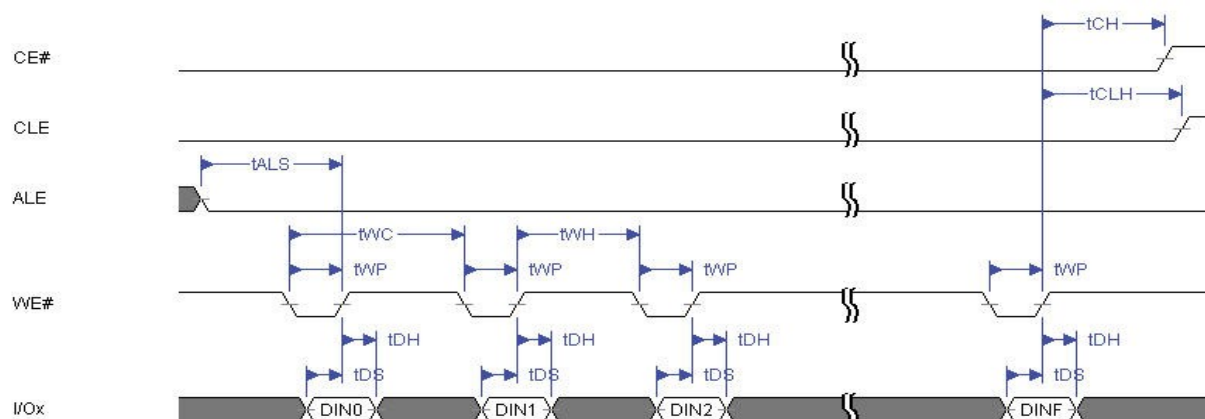 CE#
tCH
CLE
tCLH
ALE
tALS
tWC
tWH
tWP
tWP
tWP
tWP
WE#
tDH
tDH
tDH
tDH
tDS
tDS
tDS
tDS
I/Ox
DIN0
DIN1
DIN2
DINF